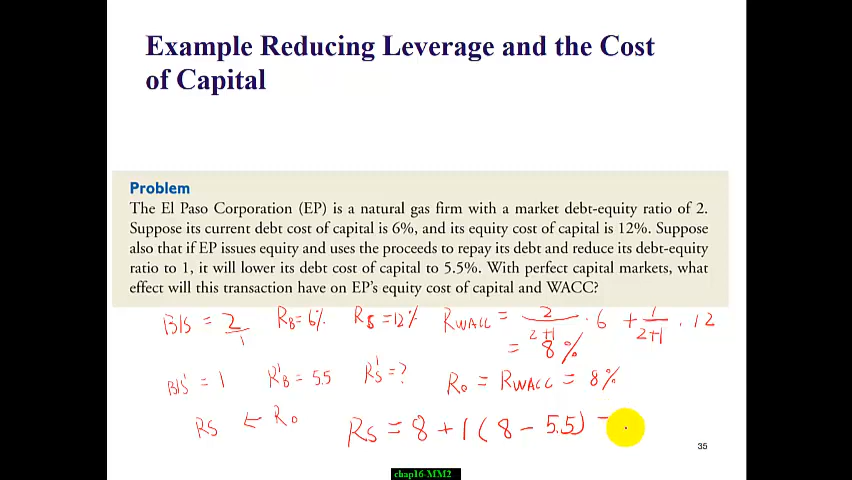 Example Reducing Leverage and the Cost
of Capital
Problem
The El Paso Corporation (EP) is a natural gas firm with a market debt-equity ratio of 2.
Suppose its current debt cost of capital is 6%, and its equity cost of capital is 12%. Suppose
also that if EP issues equity and uses the proceeds to repay its debt and reduce its debt-equity
ratio to 1, it will lower its debt cost of capital to 5.5%. With perfect capital markets, what
effect will this transaction have on EP's equity cost of capital and WACC?
B/S = 2/1 RB = 6% RS = 12% RWACC = 2/(2+1) · 6 + 1/(2+1) · 12
= 8%
B/S' = 1 R'B = 5.5 R'S = ? R0 = RWACC = 8%
RS ← R0 RS = 8 + 1 ( 8 − 5.5 ) =
35
chap16-MM2